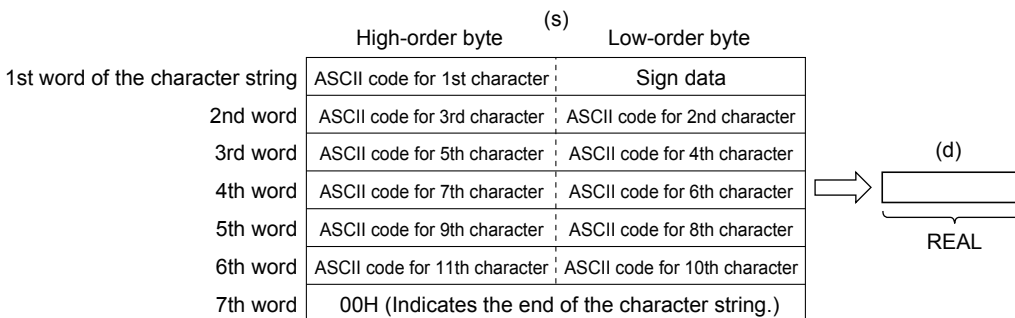 (s)
High-order byte Low-order byte
1st word of the character string ASCII code for 1st character Sign data
2nd word ASCII code for 3rd character ASCII code for 2nd character
3rd word ASCII code for 5th character ASCII code for 4th character
(d)
4th word ASCII code for 7th character ASCII code for 6th character
5th word ASCII code for 9th character ASCII code for 8th character
REAL
6th word ASCII code for 11th character ASCII code for 10th character
7th word 00H (Indicates the end of the character string.)